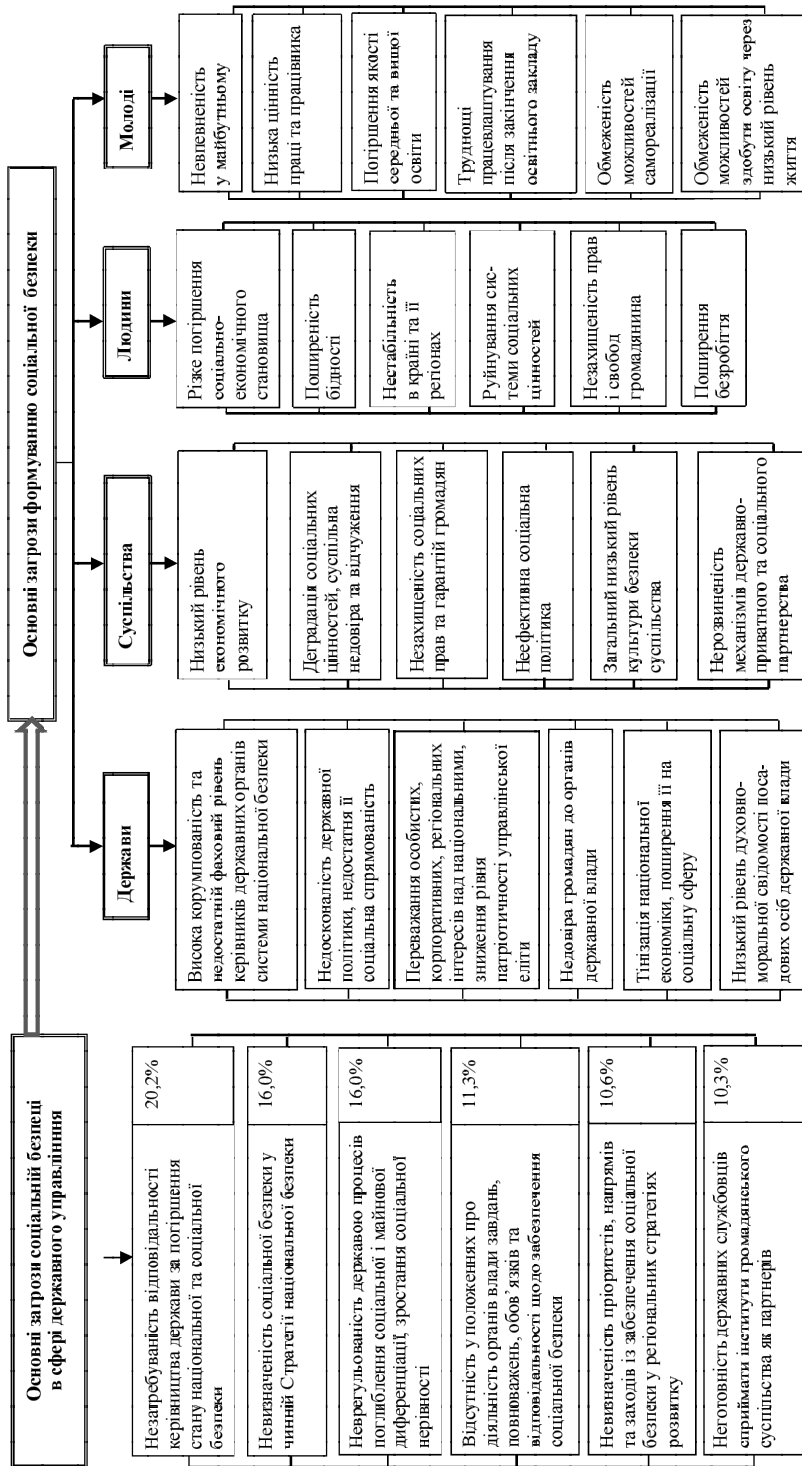 Основні загрози соціальній безпеці
в сфері державного управління
Незатребуваність відповідальності
керівництва держави за погіршення
стану національної та соціальної
безпеки
20,2%
Невизначеність соціальної безпеки у
чинній Стратегії національної безпеки
16,0%
Неврегульованість державою процесів
поглиблення соціальної і майнової
диференціації, зростання соціальної
нерівності
16,0%
Відсутність у положеннях про
діяльність органів влади завдань,
повноважень, обов’язків та
відповідальності щодо забезпечення
соціальної безпеки
11,3%
Невизначеність пріоритетів, напрямів
та заходів із забезпечення соціальної
безпеки у регіональних стратегіях
розвитку
10,6%
Неготовність державних службовців
сприймати інститути громадянського
суспільства як партнерів
10,3%
Основні загрози формуванню соціальної безпеки
Держави
Висока корумпованість та
недостатній фаховий рівень
керівників державних органів
системи національної безпеки
Недосконалість державної
політики, недостатня її
соціальна спрямованість
Переважання особистих,
корпоративних, регіональних
інтересів над національними,
зниження рівня
патріотичності управлінської
еліти
Недовіра громадян до органів
державної влади
Тінізація національної
економіки, поширення її на
соціальну сферу
Низький рівень духовно-
моральної свідомості поса-
дових осіб державної влади
Суспільства
Низький рівень
економічного
розвитку
Деградація соціальних
цінностей, суспільна
недовіра та відчуження
Незахищеність соціальних
прав та гарантій громадян
Неефективна соціальна
політика
Загальний низький рівень
культури безпеки
суспільства
Нерозвиненість
механізмів державно-
приватного та соціального
партнерства
Людини
Різке погіршення
соціально-
економічного
становища
Поширеність
бідності
Нестабільність
в країні та її
регіонах
Руйнування сис-
теми соціальних
цінностей
Незахищеність прав
і свобод
громадянина
Поширення
безробіття
Молоді
Невпевненість
у майбутньому
Низька цінність
праці та працівника
Погіршення якості
середньої та вищої
освіти
Труднощі
працевлаштування
після закінчення
освітнього закладу
Обмеженість
можливостей
самореалізації
Обмеженість
можливостей
здобути освіту через
низький рівень
життя